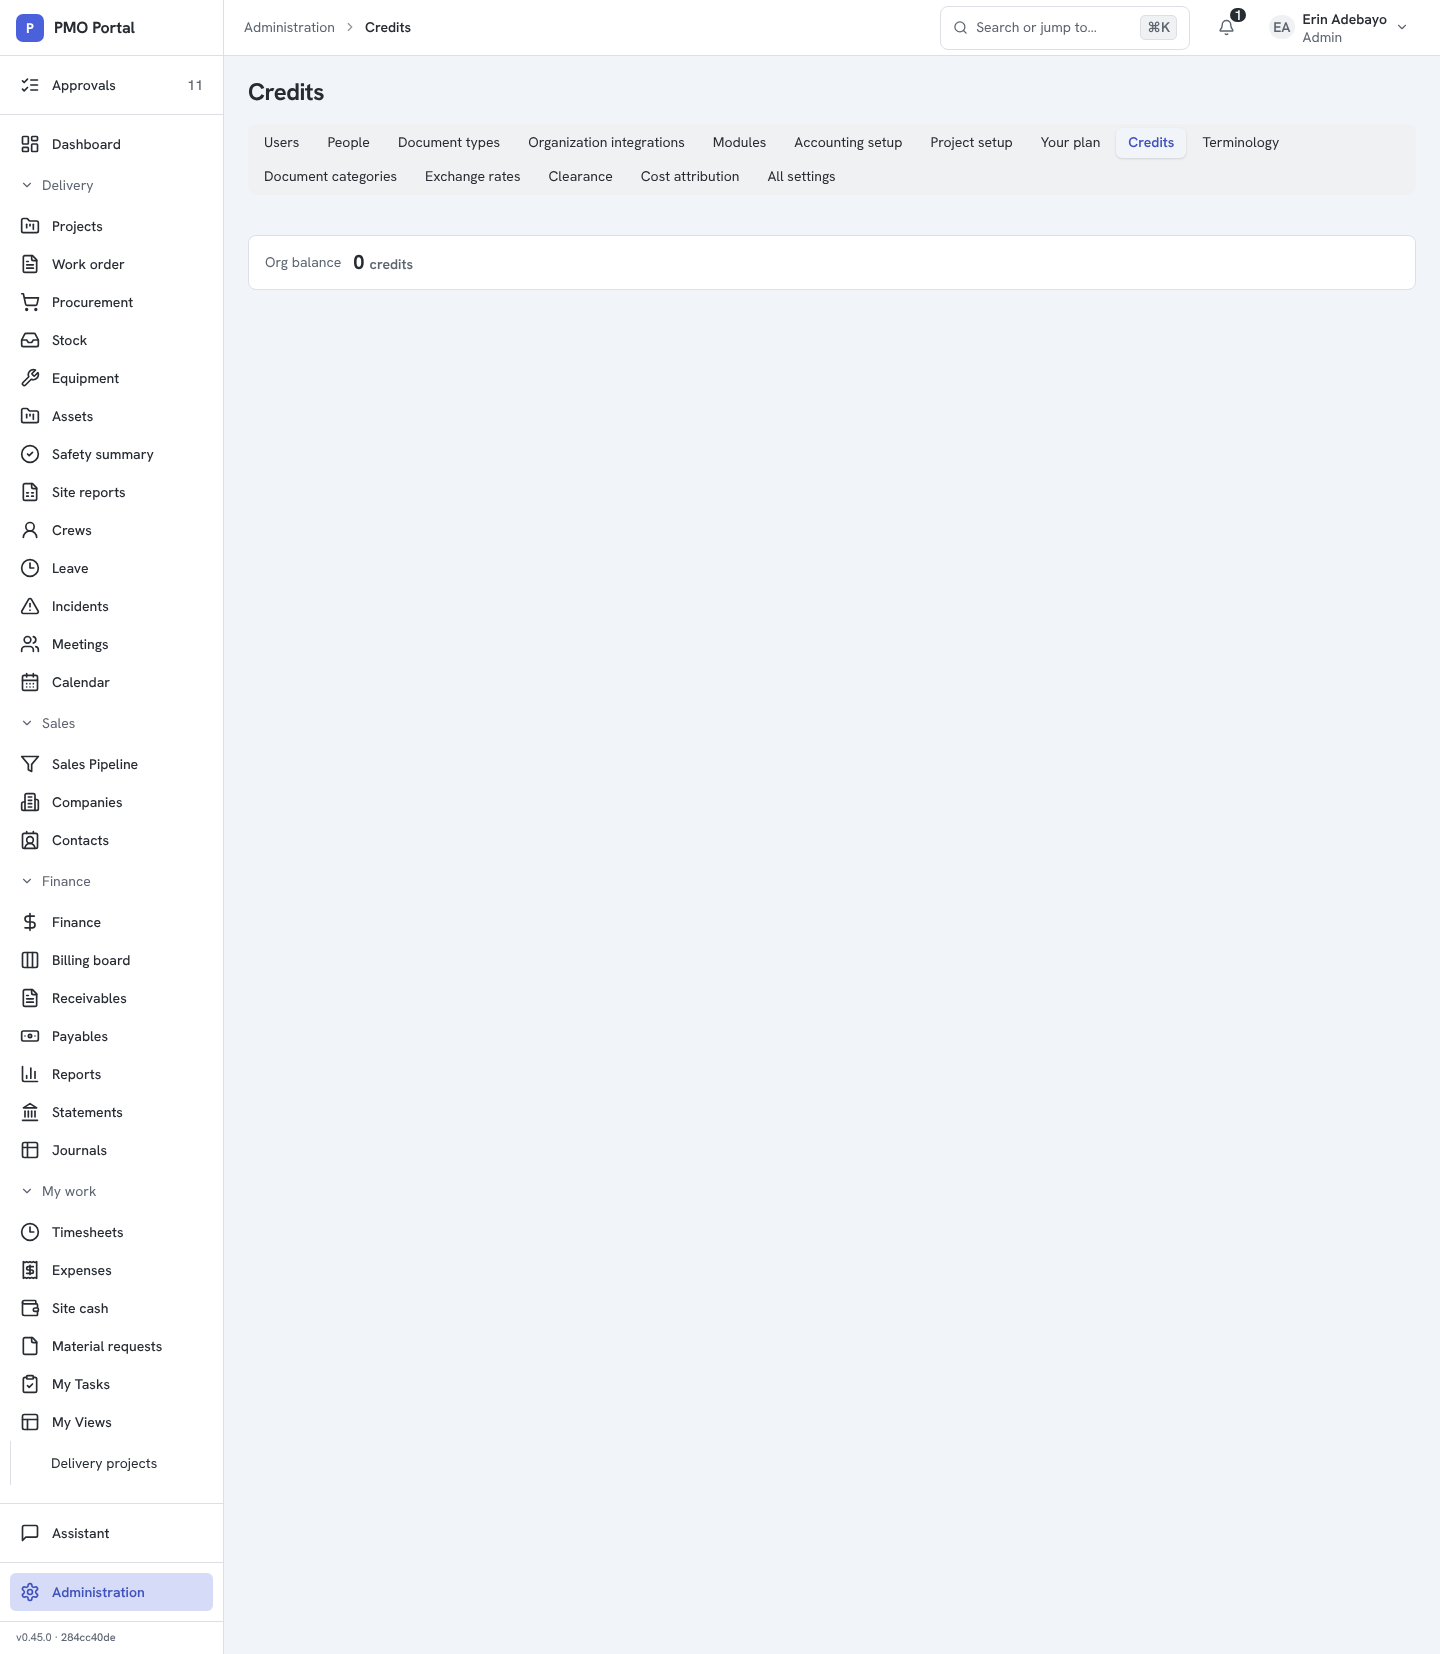 P PMO Portal
Administration > Credits
Search or jump to... ⌘K
1
EA Erin Adebayo
Admin
Approvals 11
Dashboard
Delivery
Projects
Work order
Procurement
Stock
Equipment
Assets
Safety summary
Site reports
Crews
Leave
Incidents
Meetings
Calendar
Sales
Sales Pipeline
Companies
Contacts
Finance
Finance
Billing board
Receivables
Payables
Reports
Statements
Journals
My work
Timesheets
Expenses
Site cash
Material requests
My Tasks
My Views
Delivery projects
Assistant
Administration
v0.45.0 · 284cc40de
Credits
Users People Document types Organization integrations Modules Accounting setup Project setup Your plan Credits Terminology
Document categories Exchange rates Clearance Cost attribution All settings
Org balance 0 credits